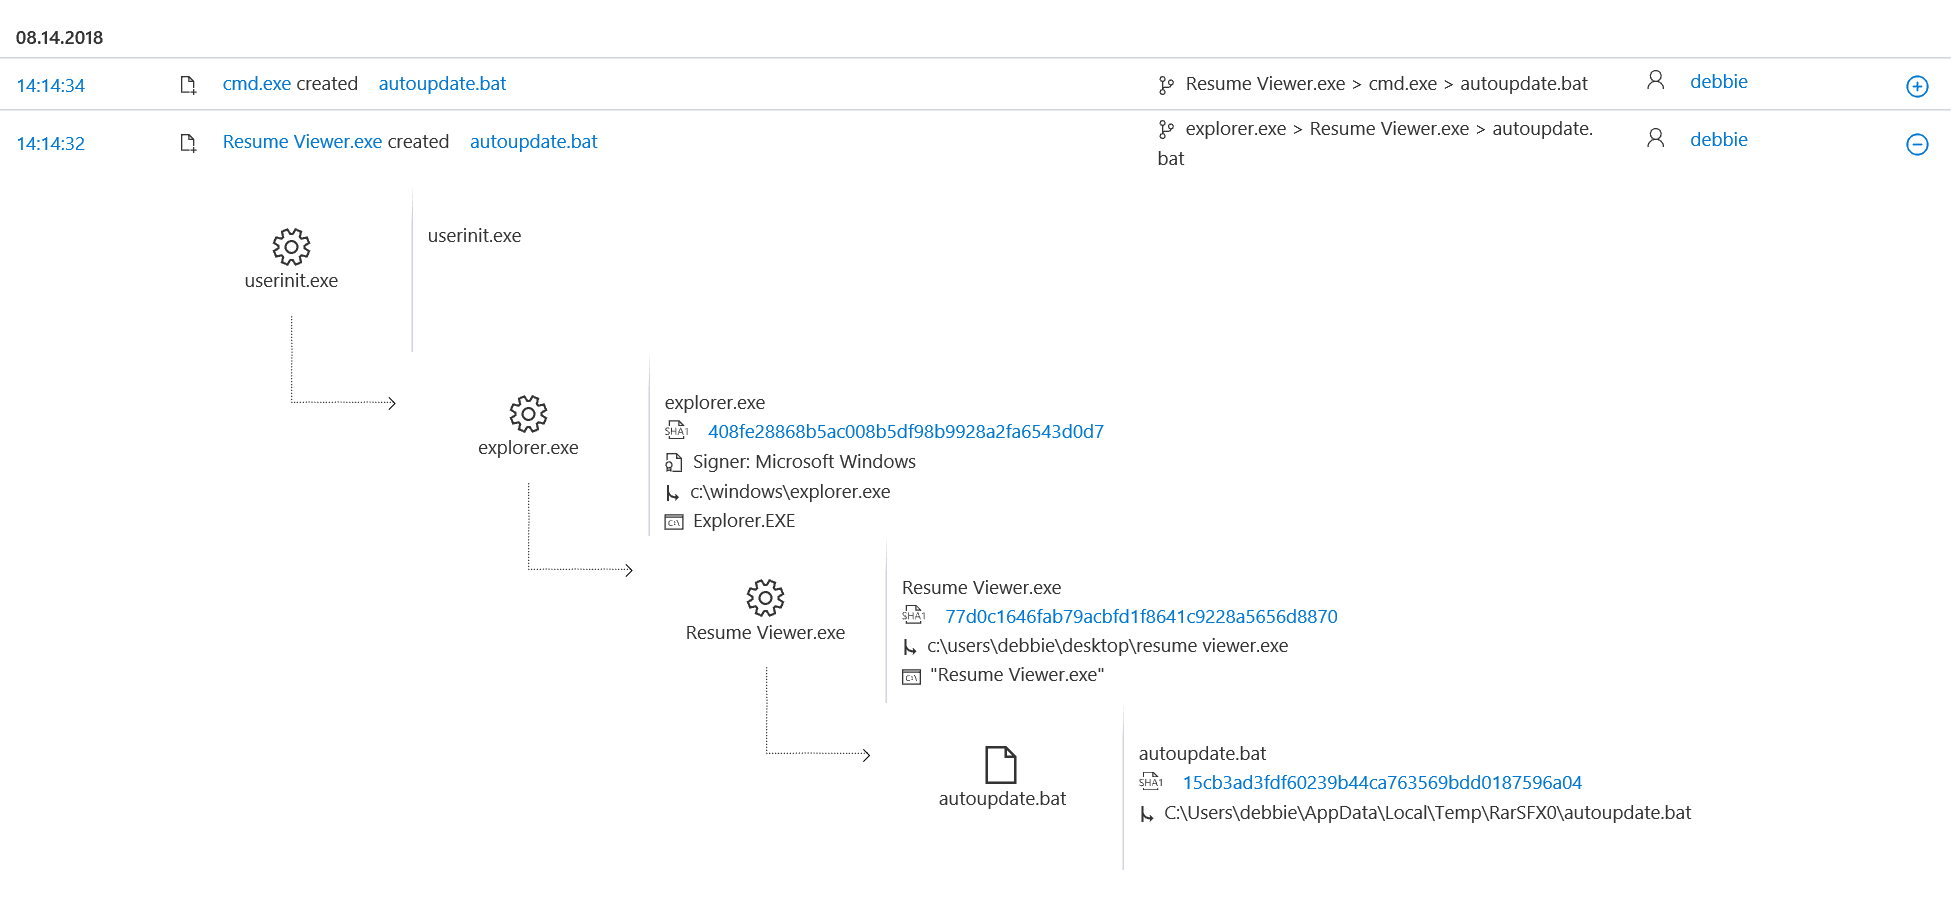 08.14.2018
14:14:34 cmd.exe created autoupdate.bat Resume Viewer.exe > cmd.exe > autoupdate.bat debbie
14:14:32 Resume Viewer.exe created autoupdate.bat explorer.exe > Resume Viewer.exe > autoupdate.
bat debbie
userinit.exe
userinit.exe
explorer.exe
explorer.exe
SHA1 408fe28868b5ac008b5df98b9928a2fa6543d0d7
Signer: Microsoft Windows
c:\windows\explorer.exe
C:\ Explorer.EXE
Resume Viewer.exe
Resume Viewer.exe
SHA1 77d0c1646fab79acbfd1f8641c9228a5656d8870
c:\users\debbie\desktop\resume viewer.exe
C:\ "Resume Viewer.exe"
autoupdate.bat
autoupdate.bat
SHA1 15cb3ad3fdf60239b44ca763569bdd0187596a04
C:\Users\debbie\AppData\Local\Temp\RarSFX0\autoupdate.bat